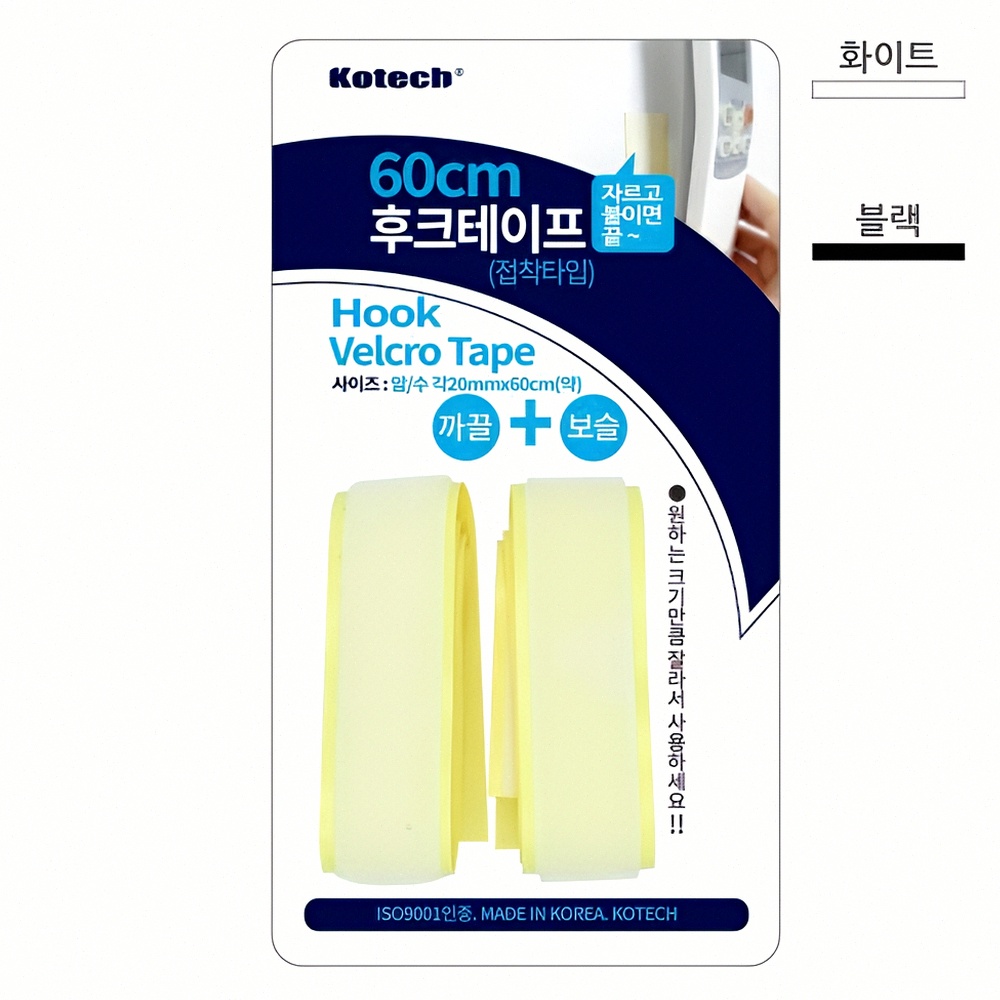 Kotech®
60cm
후크테이프
(접착타입)
자르고
붙이면
끝~
Hook
Velcro Tape
사이즈 : 암/수 각20mmx60cm(약)
까끌 + 보슬
● 원하는크기만큼 잘라서 사용하세요!!
ISO9001인증. MADE IN KOREA. KOTECH
화이트
블랙